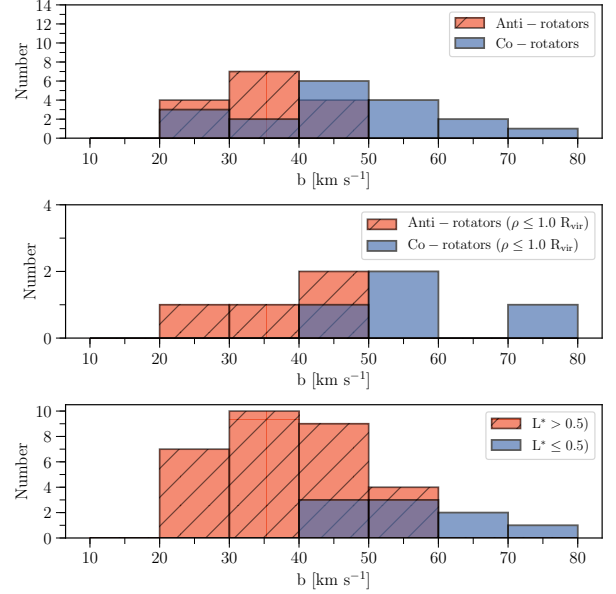 14
12
10
8
6
4
2
0
Number
Anti − rotators
Co − rotators
10 20 30 40 50 60 70 80
b [km s⁻¹]
4
2
0
Number
Anti − rotators (ρ ≤ 1.0 R_vir)
Co − rotators (ρ ≤ 1.0 R_vir)
10 20 30 40 50 60 70 80
b [km s⁻¹]
10
8
6
4
2
0
Number
L* > 0.5)
L* ≤ 0.5)
10 20 30 40 50 60 70 80
b [km s⁻¹]